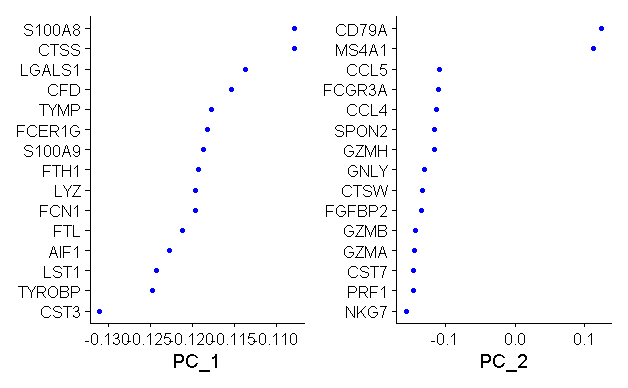 S100A8
CTSS
LGALS1
CFD
TYMP
FCER1G
S100A9
FTH1
LYZ
FCN1
FTL
AIF1
LST1
TYROBP
CST3
-0.130 -0.125 -0.120 -0.115 -0.110
PC_1
CD79A
MS4A1
CCL5
FCGR3A
CCL4
SPON2
GZMH
GNLY
CTSW
FGFBP2
GZMB
GZMA
CST7
PRF1
NKG7
-0.1 0.0 0.1
PC_2